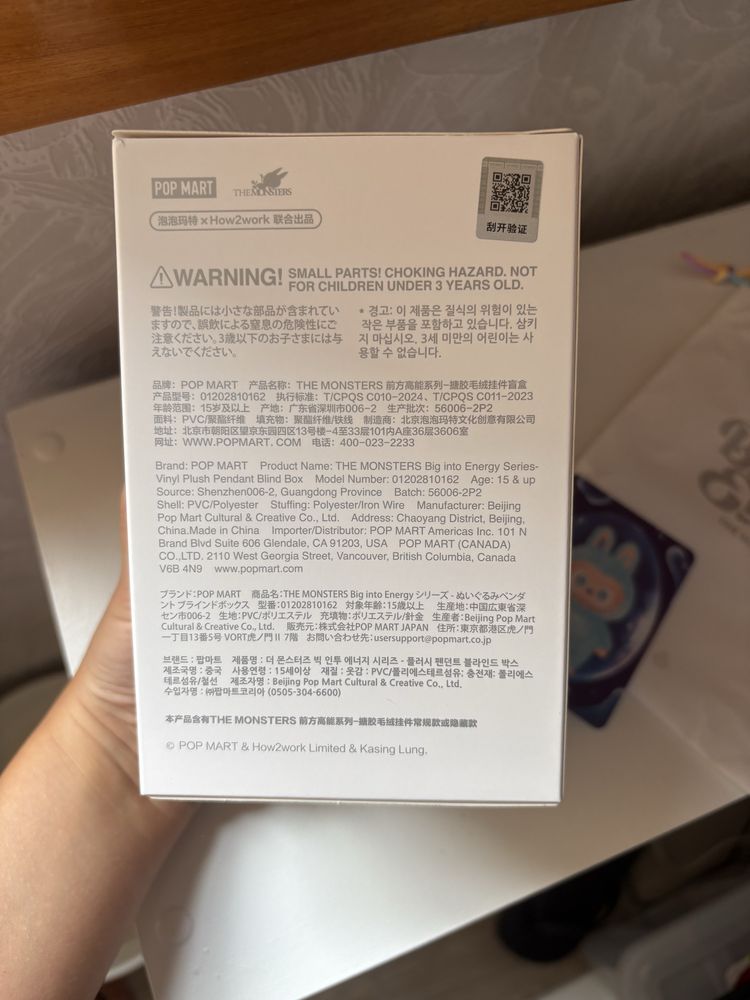 POP MART
THE MONSTERS
泡泡玛特 × How2work 联合出品
刮开验证
WARNING! SMALL PARTS! CHOKING HAZARD. NOT
FOR CHILDREN UNDER 3 YEARS OLD.
警告!製品には小さな部品が含まれてい
ますので、誤飲による窒息の危険性にご
注意ください。3歳以下のお子さまには与
えないでください。
* 경고: 이 제품은 질식의 위험이 있는
작은 부품을 포함하고 있습니다. 삼키
지 마십시오. 3세 미만의 어린이는 사
용할 수 없습니다.
品牌: POP MART 产品名称: THE MONSTERS 前方高能系列-搪胶毛绒挂件盲盒
产品型号: 01202810162 执行标准: T/CPQS C010-2024、T/CPQS C011-2023
年龄范围: 15岁及以上 产地: 广东省深圳市006-2 生产批次: 56006-2P2
面料: PVC/聚酯纤维 填充物: 聚酯纤维/铁线 制造商: 北京泡泡玛特文化创意有限公司
地址: 北京市朝阳区望京东园四区13号楼-4至33层101内A座36层3606室
网址: WWW.POPMART. COM 电话: 400-023-2233
Brand: POP MART Product Name: THE MONSTERS Big into Energy Series-
Vinyl Plush Pendant Blind Box Model Number: 01202810162 Age: 15 & up
Source: Shenzhen006-2, Guangdong Province Batch: 56006-2P2
Shell: PVC/Polyester Stuffing: Polyester/Iron Wire Manufacturer: Beijing
Pop Mart Cultural & Creative Co., Ltd. Address: Chaoyang District, Beijing,
China.Made in China Importer/Distributor: POP MART Americas Inc. 101 N
Brand Blvd Suite 606 Glendale, CA 91203, USA POP MART (CANADA)
CO.,LTD. 2110 West Georgia Street, Vancouver, British Columbia, Canada
V6B 4N9 www.popmart.com
ブランド:POP MART 商品名:THE MONSTERS Big into Energy シリーズ - ぬいぐるみペンダ
ント ブラインドボックス 型番:01202810162 対象年齢:15歳以上 生産地:中国広東省深
セン市006-2 生地:PVC/ポリエステル 充填物:ポリエステル/針金 生産者:Beijing Pop Mart
Cultural & Creative Co., Ltd. 販売元:株式会社POP MART JAPAN 住所:東京都港区虎ノ門
一丁目13番5号 VORT虎ノ門Ⅱ 7階 お問い合わせ先:usersupport@popmart.co.jp
브랜드 : 팝마트 제품명 : 더 몬스터즈 빅 인투 에너지 시리즈 - 플러시 펜던트 블라인드 박스
제조국명 : 중국 사용연령 : 15세이상 재질 : 옷감 : PVC/폴리에스테르섬유; 충전재: 폴리에스
테르섬유/철선 제조자명 : Beijing Pop Mart Cultural & Creative Co., Ltd.
수입자명 : ㈜팝마트코리아 (0505-304-6600)
本产品含有THE MONSTERS 前方高能系列-搪胶毛绒挂件常规款或隐藏款
© POP MART & How2work Limited & Kasing Lung.